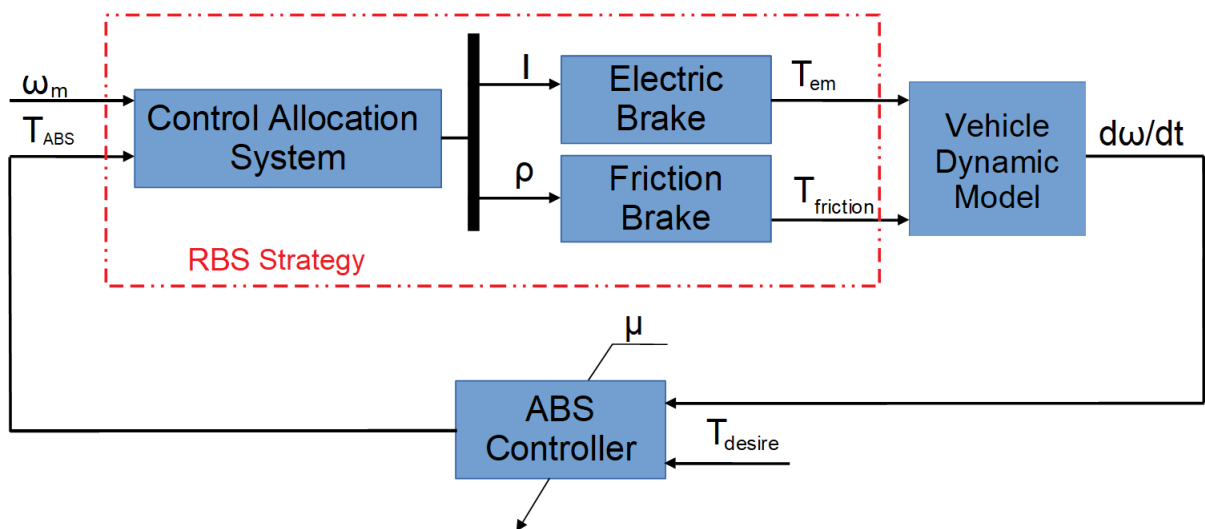 ωm
TABS
Control Allocation
System
I
ρ
Electric
Brake
Friction
Brake
Tem
Tfriction
Vehicle
Dynamic
Model
dω/dt
RBS Strategy
μ
ABS
Controller
Tdesire